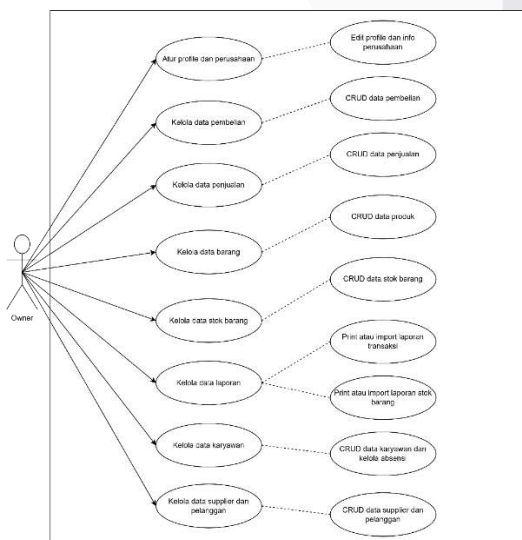 Edit profile dan info
perusahaan
Atur profile dan perusahaan
CRUD data pembelian
Kelola data pembelian
CRUD data penjualan
Kelola data penjualan
CRUD data produk
Kelola data barang
Owner
CRUD data stok barang
Kelola data stok barang
Print atau import laporan
transaksi
Kelola data laporan
Print atau import laporan stok
barang
Kelola data karyawan
CRUD data karyawan dan
kelola absensi
Kelola data supplier dan
pelanggan
CRUD data supplier dan
pelanggan